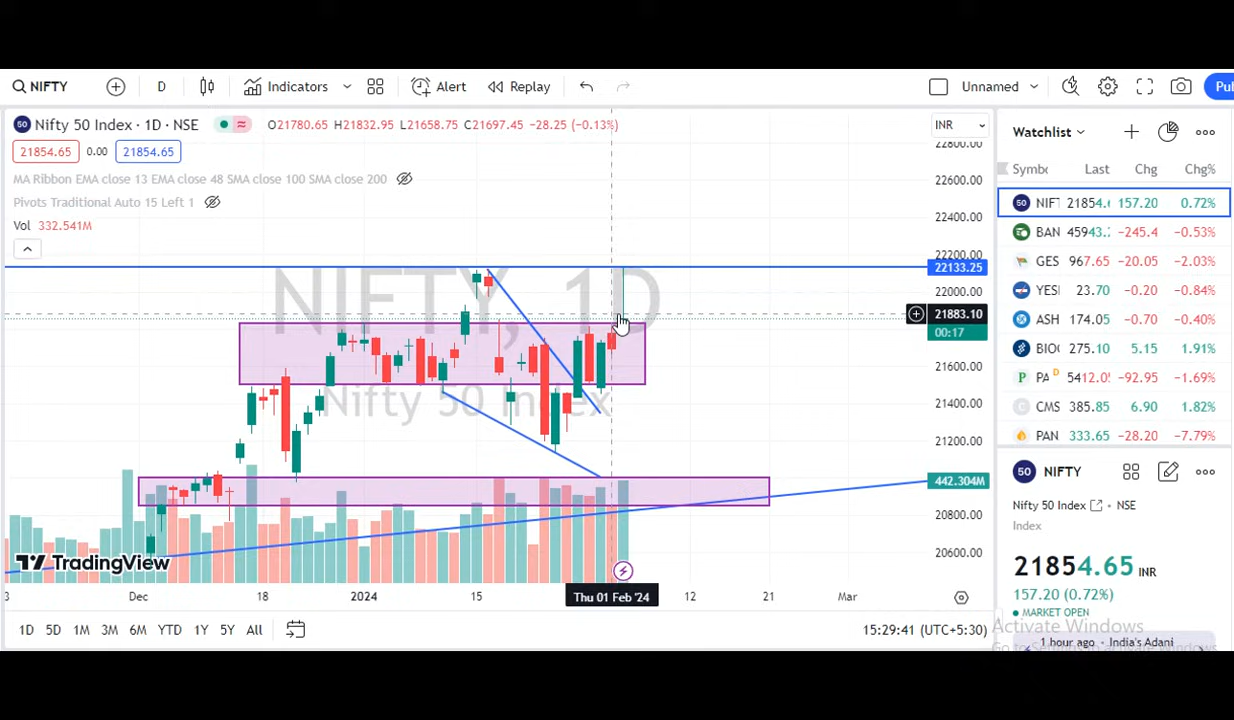 NIFTY D Indicators Alert Replay Unnamed Pu
Nifty 50 Index · 1D · NSE O21780.65 H21832.95 L21658.75 C21697.45 −28.25 (−0.13%) INR
21854.65 0.00 21854.65
MA Ribbon EMA close 13 EMA close 48 SMA close 100 SMA close 200
Pivots Traditional Auto 15 Left 1
Vol 332.541M
NIFTY, 1D
Nifty 50 Index
22800.00
22600.00
22400.00
22200.00
22133.25
22000.00
21883.10
00:17
21600.00
21400.00
21200.00
442.304M
20800.00
20600.00
TradingView
Dec 18 2024 15 Thu 01 Feb '24 12 21 Mar
1D 5D 1M 3M 6M YTD 1Y 5Y All 15:29:41 (UTC+5:30)
Watchlist
Symbo Last Chg Chg%
50 NIFT 21854.6 157.20 0.72%
BAN 45943. −245.4 −0.53%
GES 967.65 −20.05 −2.03%
YESI 23.70 −0.20 −0.84%
ASH 174.05 −0.70 −0.40%
BIOC 275.10 5.15 1.91%
PA D 5412.0 −92.95 −1.69%
CMS 385.85 6.90 1.82%
PAN 333.65 −28.20 −7.79%
50 NIFTY
Nifty 50 Index · NSE
Index
21854.65 INR
157.20 (0.72%)
MARKET OPEN
Activate Windows
1 hour ago · India's Adani